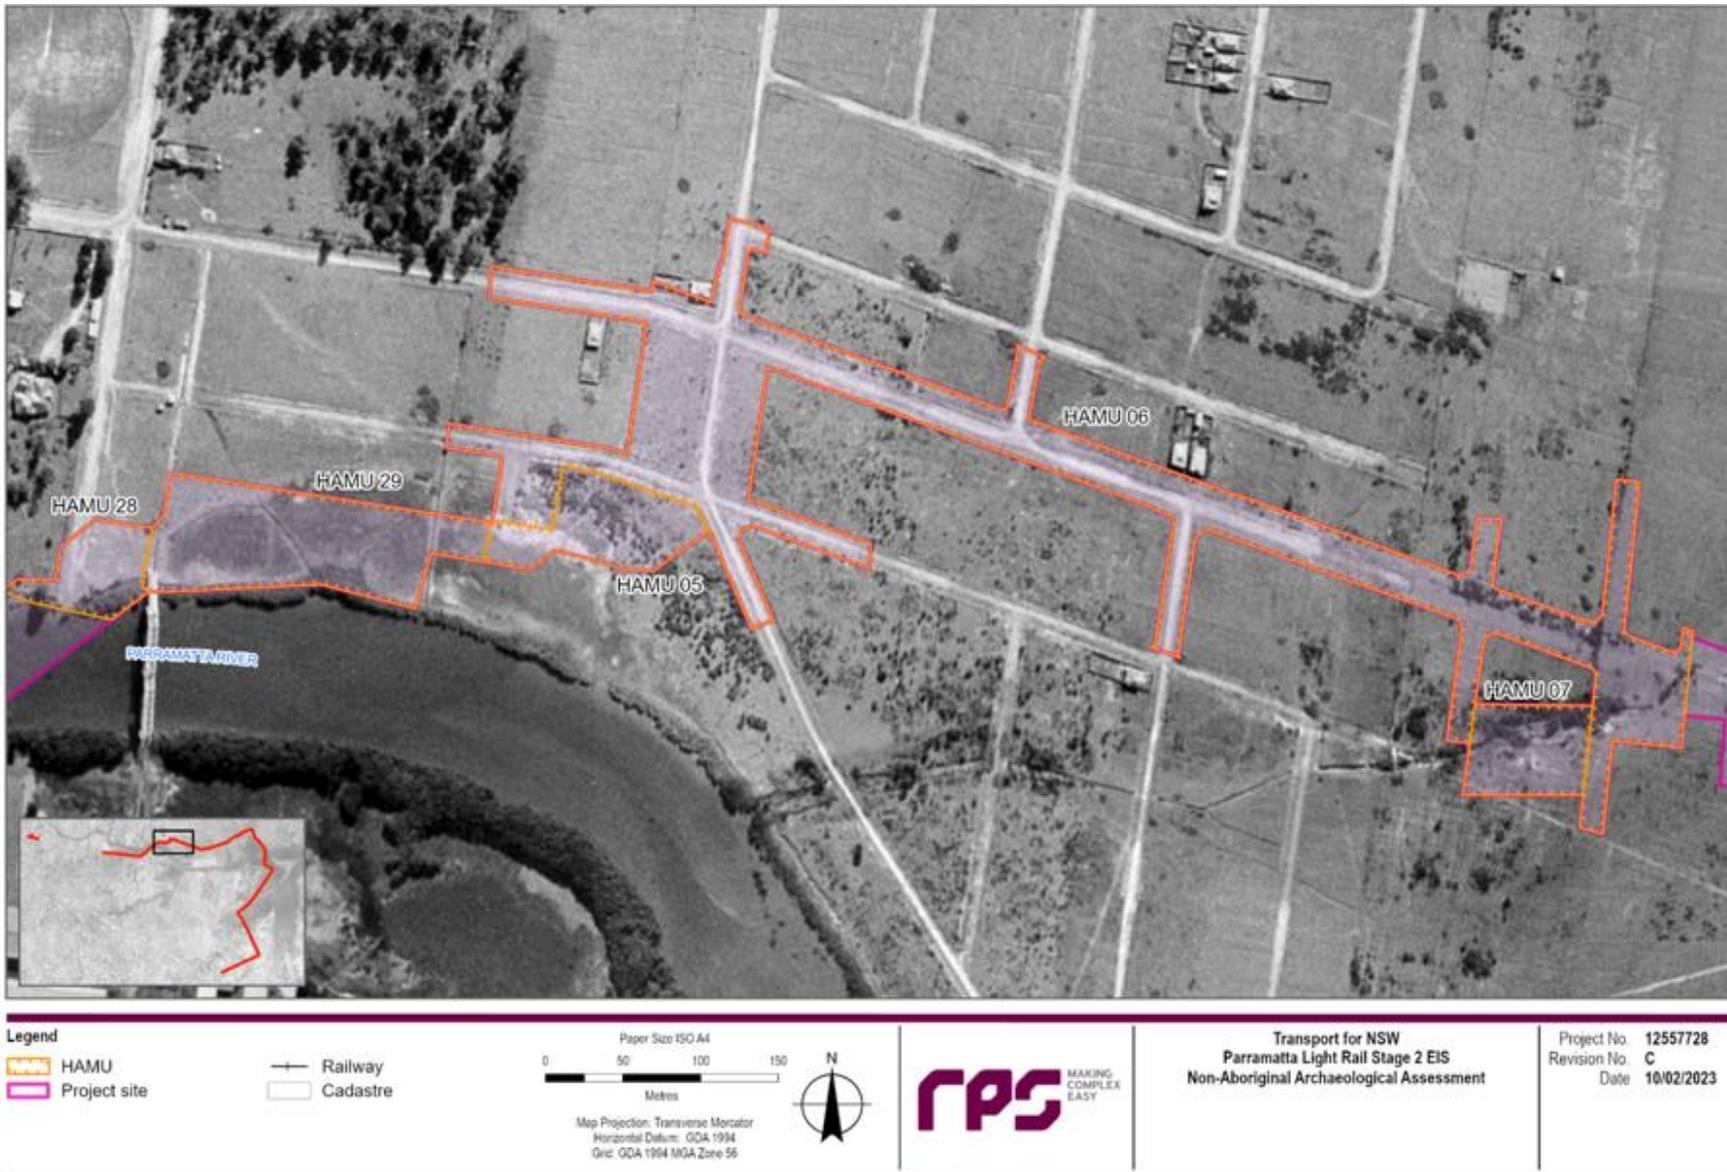 HAMU 06
HAMU 29
HAMU 28
HAMU 05
PARRAMATTA RIVER
HAMU 07
Legend
HAMU
Project site
Railway
Cadastre
Paper Size ISO A4
0 50 100 150
Metres
Map Projection: Transverse Mercator
Horizontal Datum: GDA 1994
Grid: GDA 1994 MGA Zone 56
N
rps
MAKING
COMPLEX
EASY
Transport for NSW
Parramatta Light Rail Stage 2 EIS
Non-Aboriginal Archaeological Assessment
Project No. 12557728
Revision No. C
Date 10/02/2023